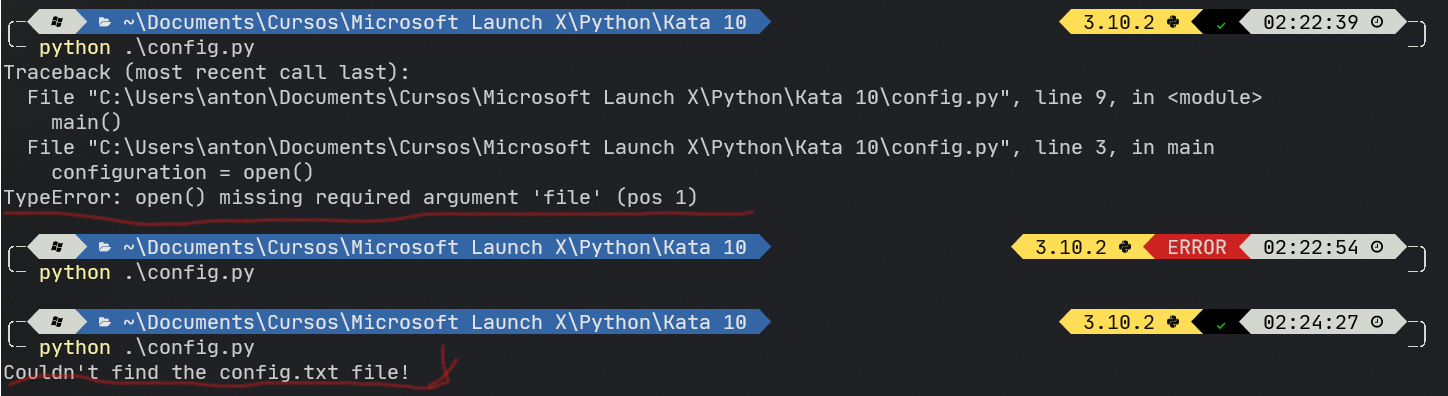 ~\Documents\Cursos\Microsoft Launch X\Python\Kata 10 3.10.2 02:22:39
python .\config.py
Traceback (most recent call last):
File "C:\Users\anton\Documents\Cursos\Microsoft Launch X\Python\Kata 10\config.py", line 9, in <module>
main()
File "C:\Users\anton\Documents\Cursos\Microsoft Launch X\Python\Kata 10\config.py", line 3, in main
configuration = open()
TypeError: open() missing required argument 'file' (pos 1)
~\Documents\Cursos\Microsoft Launch X\Python\Kata 10 3.10.2 ERROR 02:22:54
python .\config.py
~\Documents\Cursos\Microsoft Launch X\Python\Kata 10 3.10.2 02:24:27
python .\config.py
Couldn't find the config.txt file!